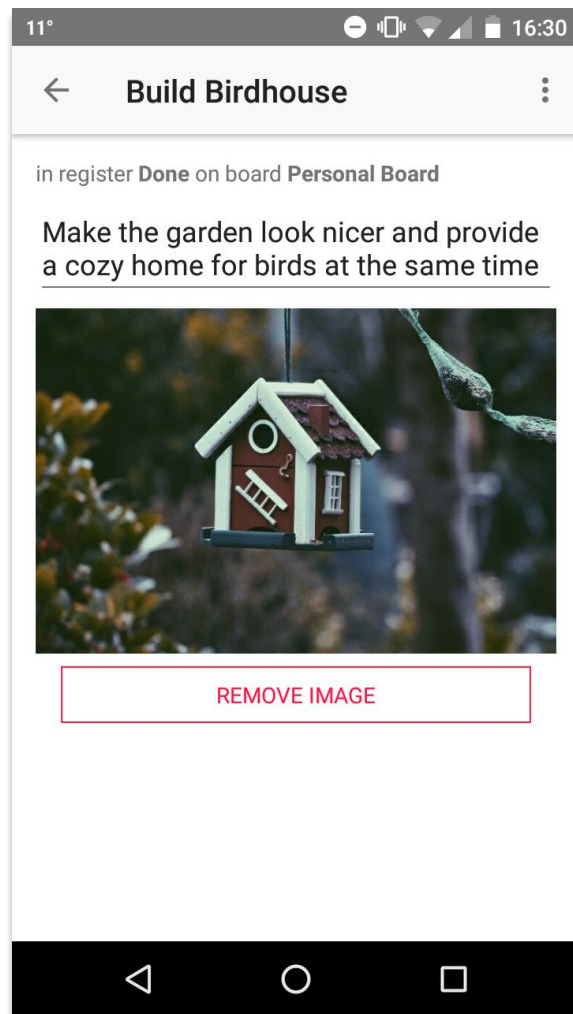 11° 16:30
Build Birdhouse
in register Done on board Personal Board
Make the garden look nicer and provide
a cozy home for birds at the same time
REMOVE IMAGE